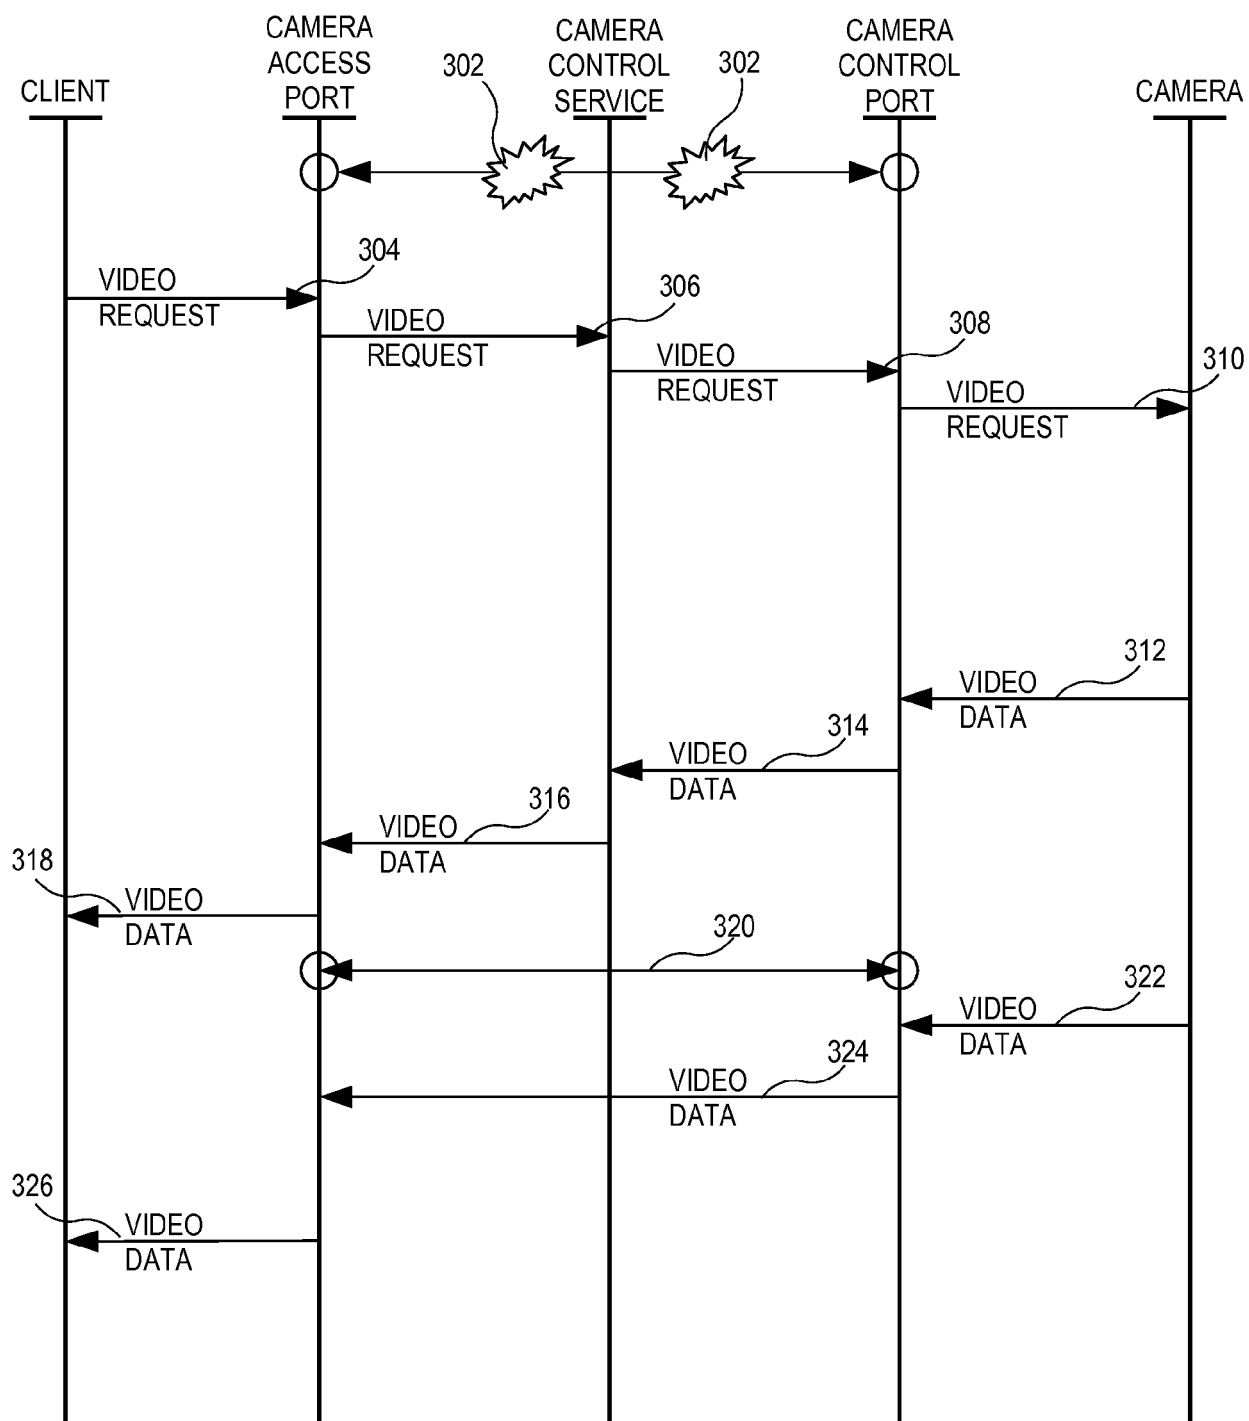 CLIENT
CAMERA
ACCESS
PORT
CAMERA
CONTROL
SERVICE
CAMERA
CONTROL
PORT
CAMERA
302
302
304
VIDEO
REQUEST
306
VIDEO
REQUEST
308
VIDEO
REQUEST
310
VIDEO
REQUEST
312
VIDEO
DATA
314
VIDEO
DATA
316
VIDEO
DATA
318
VIDEO
DATA
320
322
VIDEO
DATA
324
VIDEO
DATA
326
VIDEO
DATA